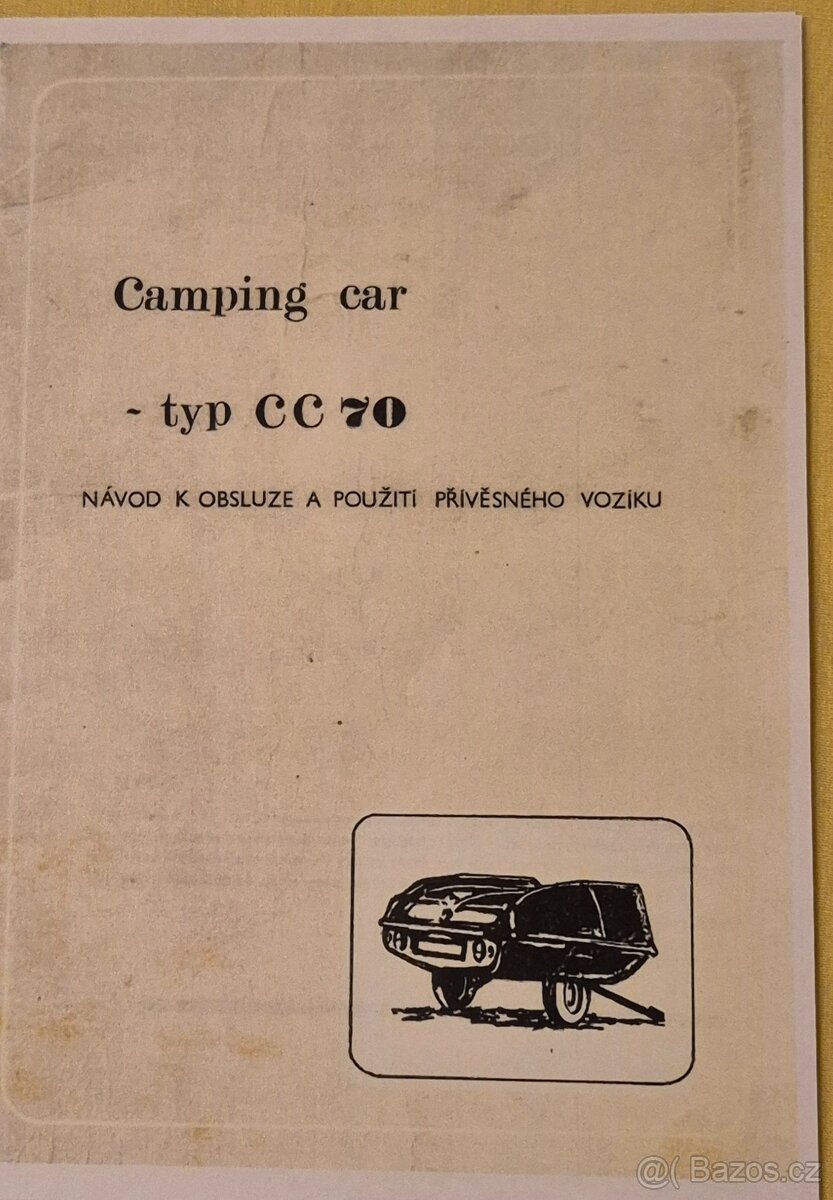 Camping car
- typ CC 70
NÁVOD K OBSLUZE A POUŽITÍ PŘÍVĚSNÉHO VOZÍKU
@( Bazos.cz